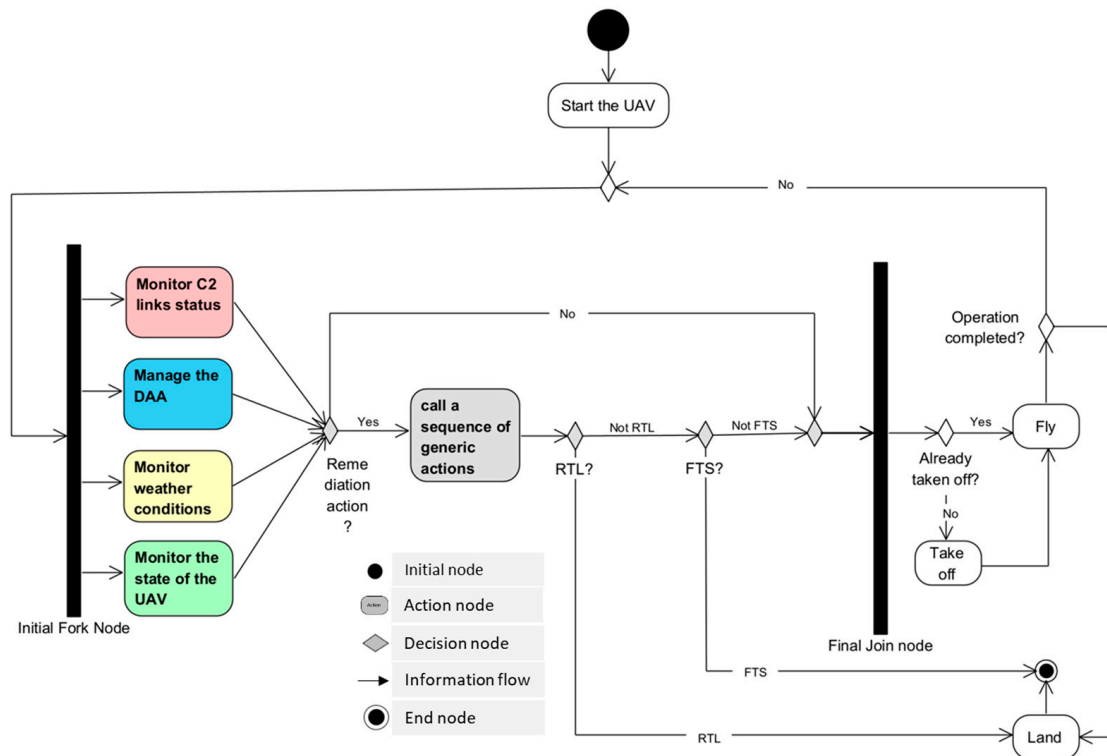 Start the UAV
No
Monitor C2
links status
Manage the
DAA
Monitor
weather
conditions
Monitor the
state of the
UAV
Initial Fork Node
No
Yes
Reme
diation
action
?
call a
sequence of
generic
actions
Not RTL
RTL?
Not FTS
FTS?
Operation
completed?
Yes
Fly
Already
taken off?
No
Take
off
Final Join node
FTS
RTL
Land
Initial node
Action
Action node
Decision node
Information flow
End node